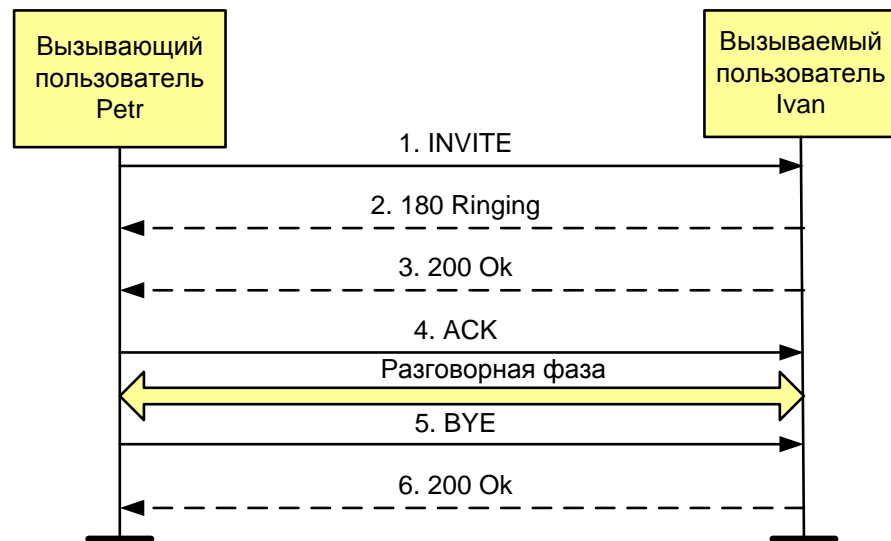 Вызывающий
пользователь
Petr
Вызываемый
пользователь
Ivan
1. INVITE
2. 180 Ringing
3. 200 Ok
4. ACK
Разговорная фаза
5. BYE
6. 200 Ok